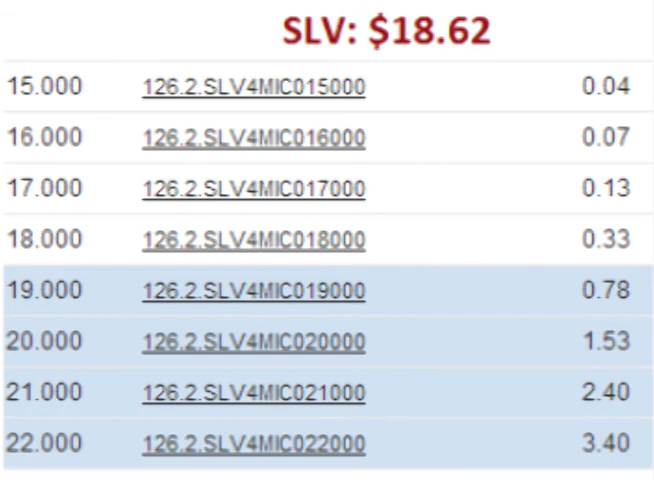 SLV: $18.62
15.000 126.2.SLV4MIC015000 0.04
16.000 126.2.SLV4MIC016000 0.07
17.000 126.2.SLV4MIC017000 0.13
18.000 126.2.SLV4MIC018000 0.33
19.000 126.2.SLV4MIC019000 0.78
20.000 126.2.SLV4MIC020000 1.53
21.000 126.2.SLV4MIC021000 2.40
22.000 126.2.SLV4MIC022000 3.40